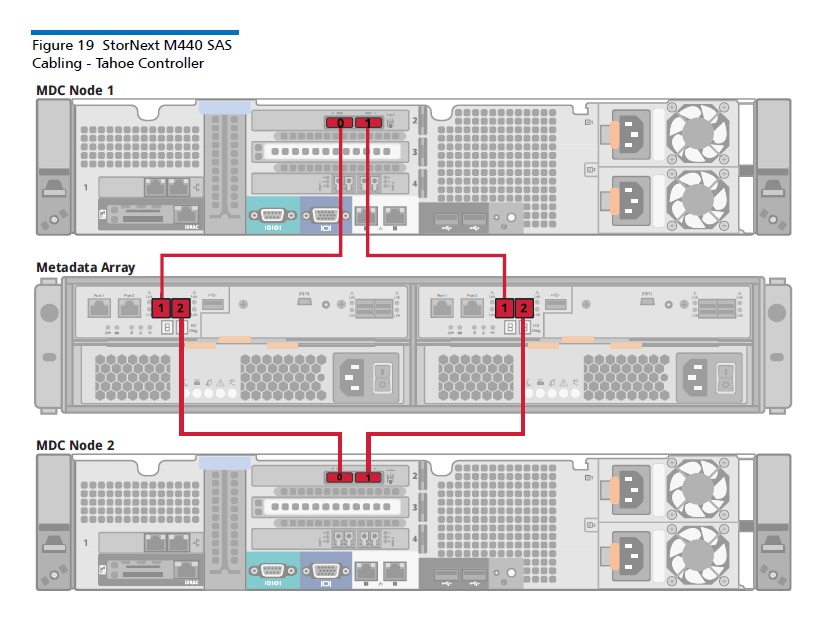 Figure 19  StorNext M440 SAS
Cabling - Tahoe Controller
MDC Node 1
0 1 2
3
1 4
IOIOI
iDRAC
Metadata Array
Port 1 Port 2 1 2 Port 1 Port 2 1 2
MDC Node 2
0 1 2
3
1 4
IOIOI
iDRAC